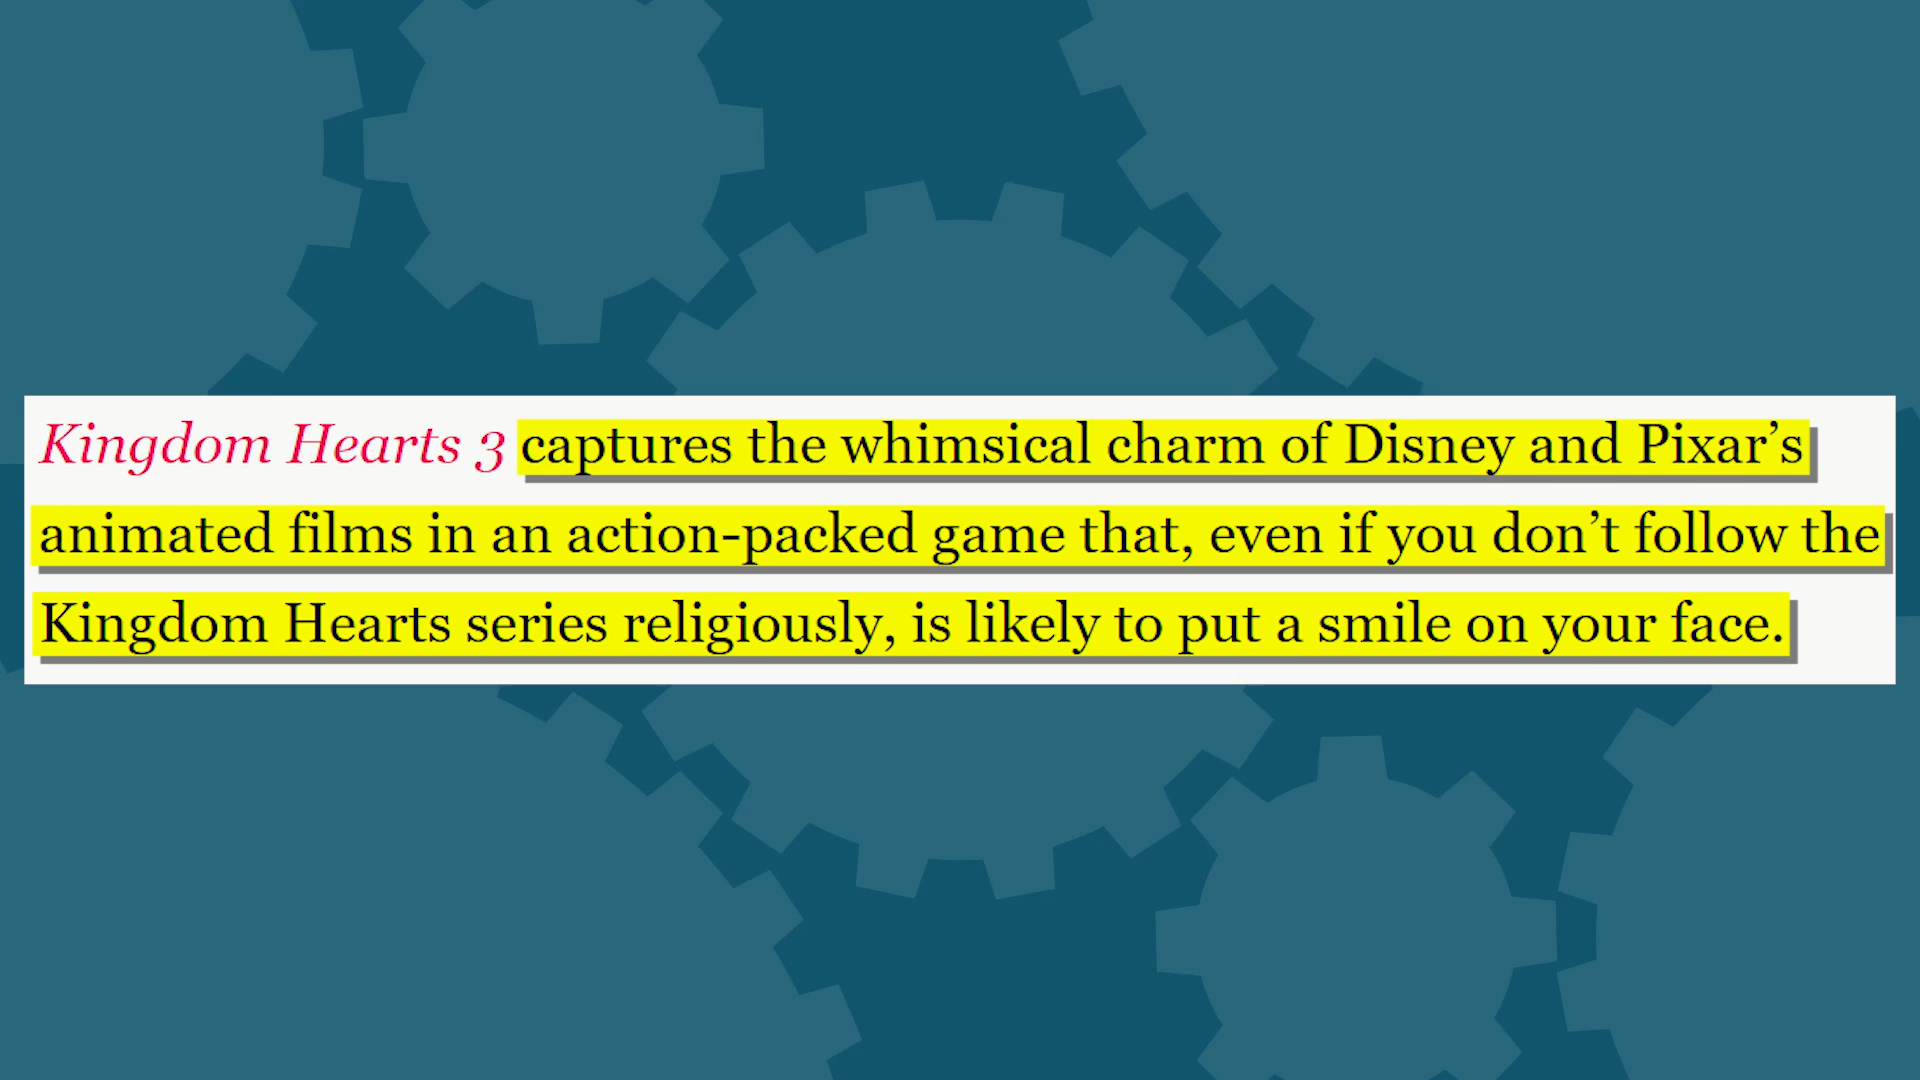 Kingdom Hearts 3 captures the whimsical charm of Disney and Pixar’s
animated films in an action-packed game that, even if you don’t follow the
Kingdom Hearts series religiously, is likely to put a smile on your face.